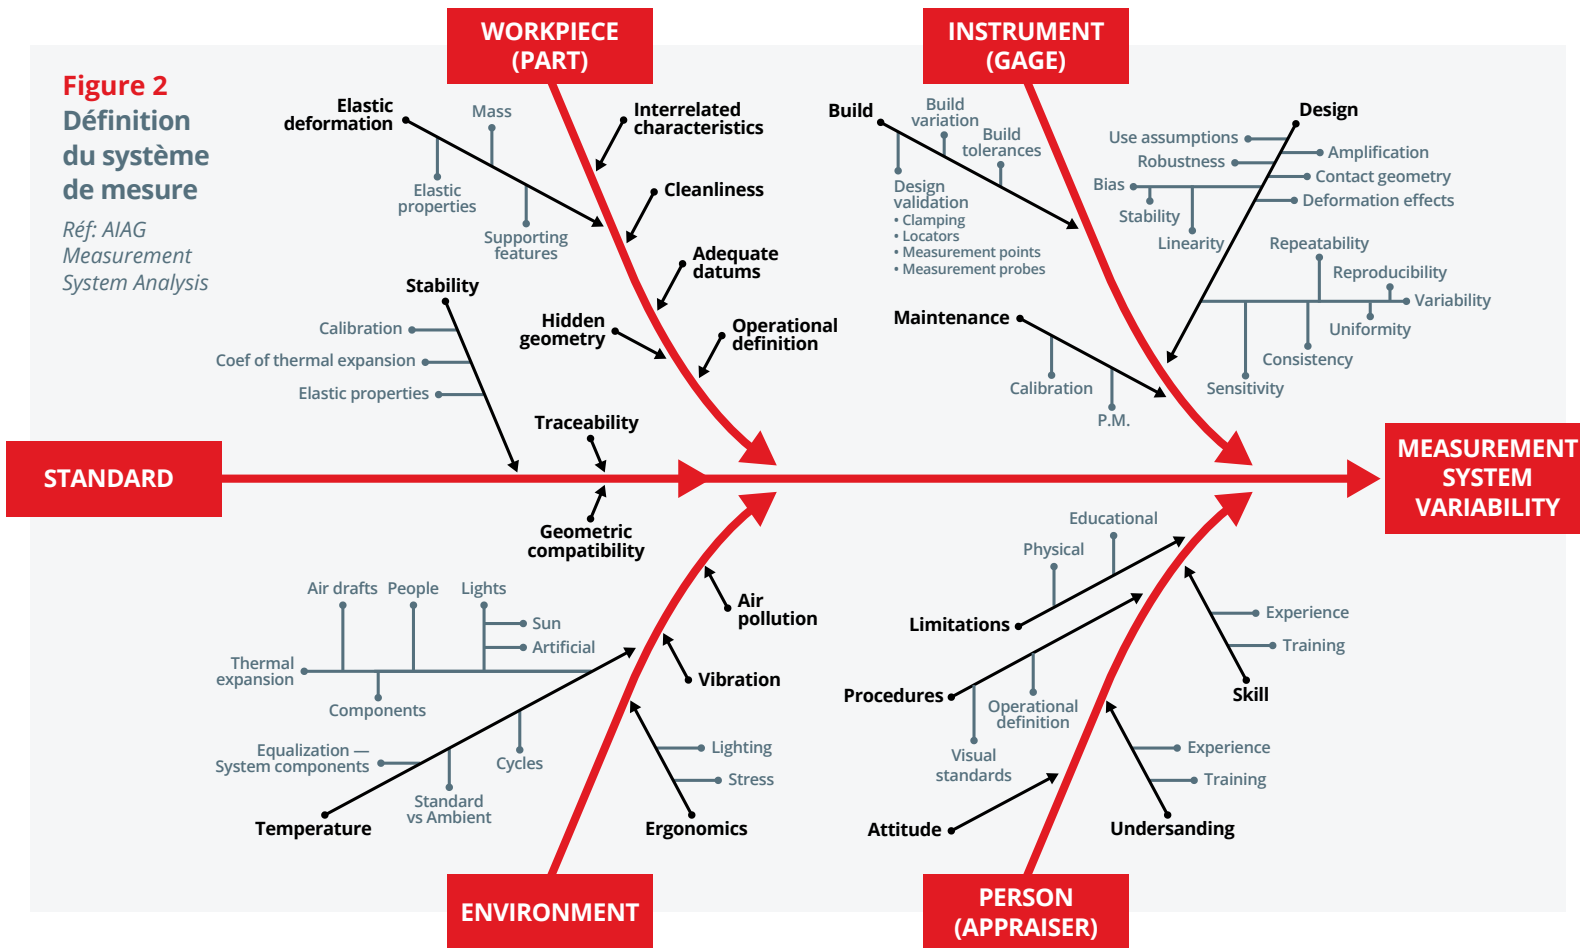 WORKPIECE
(PART)
INSTRUMENT
(GAGE)
Figure 2
Définition
du système
de mesure
Réf: AIAG
Measurement
System Analysis
Elastic
deformation
Mass
Elastic
properties
Supporting
features
Interrelated
characteristics
Cleanliness
Adequate
datums
Hidden
geometry
Operational
definition
Build
Build
variation
Build
tolerances
Design
validation
• Clamping
• Locators
• Measurement points
• Measurement probes
Design
Use assumptions
Amplification
Robustness
Contact geometry
Bias
Deformation effects
Stability
Linearity
Repeatability
Reproducibility
Variability
Uniformity
Consistency
Sensitivity
Maintenance
Calibration
P.M.
Stability
Calibration
Coef of thermal expansion
Elastic properties
Traceability
STANDARD
MEASUREMENT
SYSTEM
VARIABILITY
Geometric
compatibility
Air drafts
People
Lights
Sun
Artificial
Thermal
expansion
Components
Equalization —
System components
Standard
vs Ambient
Cycles
Temperature
Air
pollution
Vibration
Lighting
Stress
Ergonomics
Educational
Physical
Limitations
Procedures
Operational
definition
Visual
standards
Attitude
Experience
Training
Skill
Experience
Training
Undersanding
ENVIRONMENT
PERSON
(APPRAISER)